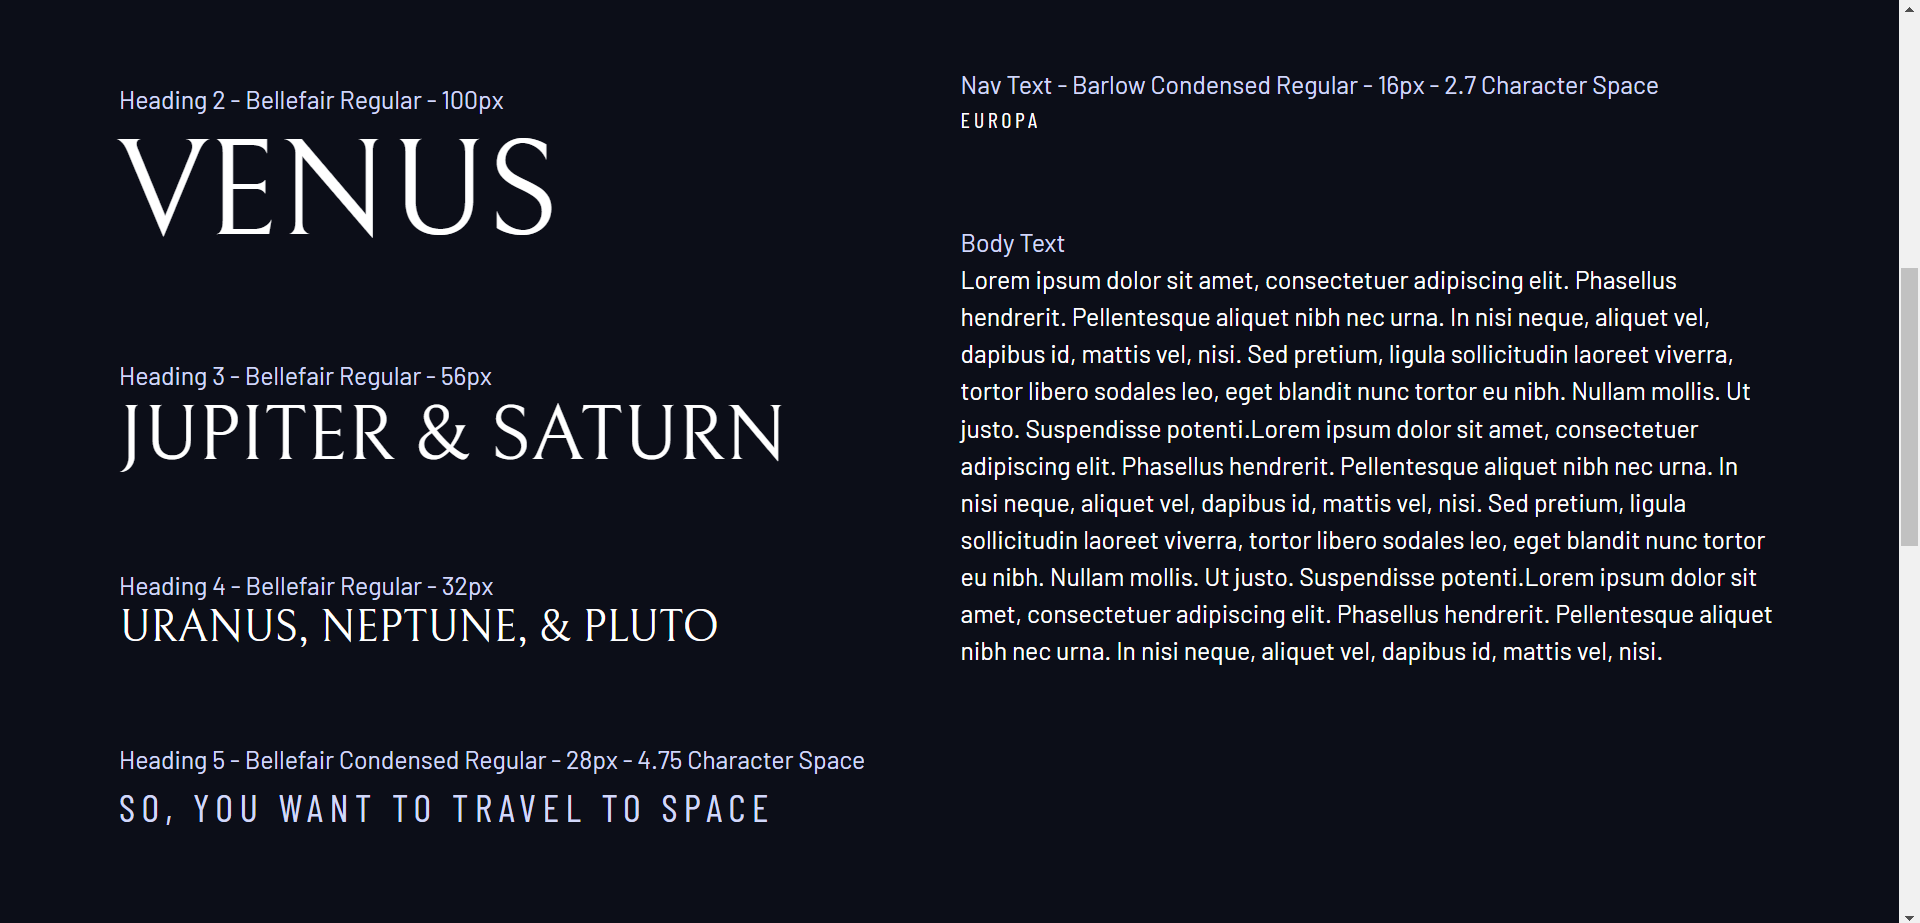 Heading 2 - Bellefair Regular - 100px
VENUS
Heading 3 - Bellefair Regular - 56px
JUPITER & SATURN
Heading 4 - Bellefair Regular - 32px
URANUS, NEPTUNE, & PLUTO
Heading 5 - Bellefair Condensed Regular - 28px - 4.75 Character Space
SO, YOU WANT TO TRAVEL TO SPACE
Nav Text - Barlow Condensed Regular - 16px - 2.7 Character Space
EUROPA
Body Text
Lorem ipsum dolor sit amet, consectetuer adipiscing elit. Phasellus
hendrerit. Pellentesque aliquet nibh nec urna. In nisi neque, aliquet vel,
dapibus id, mattis vel, nisi. Sed pretium, ligula sollicitudin laoreet viverra,
tortor libero sodales leo, eget blandit nunc tortor eu nibh. Nullam mollis. Ut
justo. Suspendisse potenti.Lorem ipsum dolor sit amet, consectetuer
adipiscing elit. Phasellus hendrerit. Pellentesque aliquet nibh nec urna. In
nisi neque, aliquet vel, dapibus id, mattis vel, nisi. Sed pretium, ligula
sollicitudin laoreet viverra, tortor libero sodales leo, eget blandit nunc tortor
eu nibh. Nullam mollis. Ut justo. Suspendisse potenti.Lorem ipsum dolor sit
amet, consectetuer adipiscing elit. Phasellus hendrerit. Pellentesque aliquet
nibh nec urna. In nisi neque, aliquet vel, dapibus id, mattis vel, nisi.